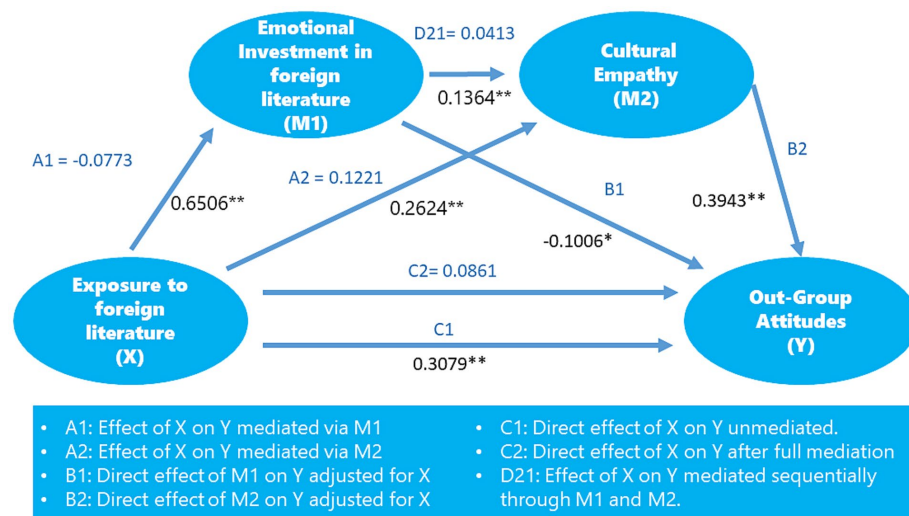 Emotional
Investment in
foreign
literature
(M1)
D21= 0.0413
0.1364**
Cultural
Empathy
(M2)
A1 = -0.0773
0.6506**
A2 = 0.1221
0.2624**
B1
-0.1006*
B2
0.3943**
Exposure to
foreign
literature
(X)
C2= 0.0861
C1
0.3079**
Out-Group
Attitudes
(Y)
• A1: Effect of X on Y mediated via M1
• A2: Effect of X on Y mediated via M2
• B1: Direct effect of M1 on Y adjusted for X
• B2: Direct effect of M2 on Y adjusted for X
• C1: Direct effect of X on Y unmediated.
• C2: Direct effect of X on Y after full mediation
• D21: Effect of X on Y mediated sequentially
through M1 and M2.